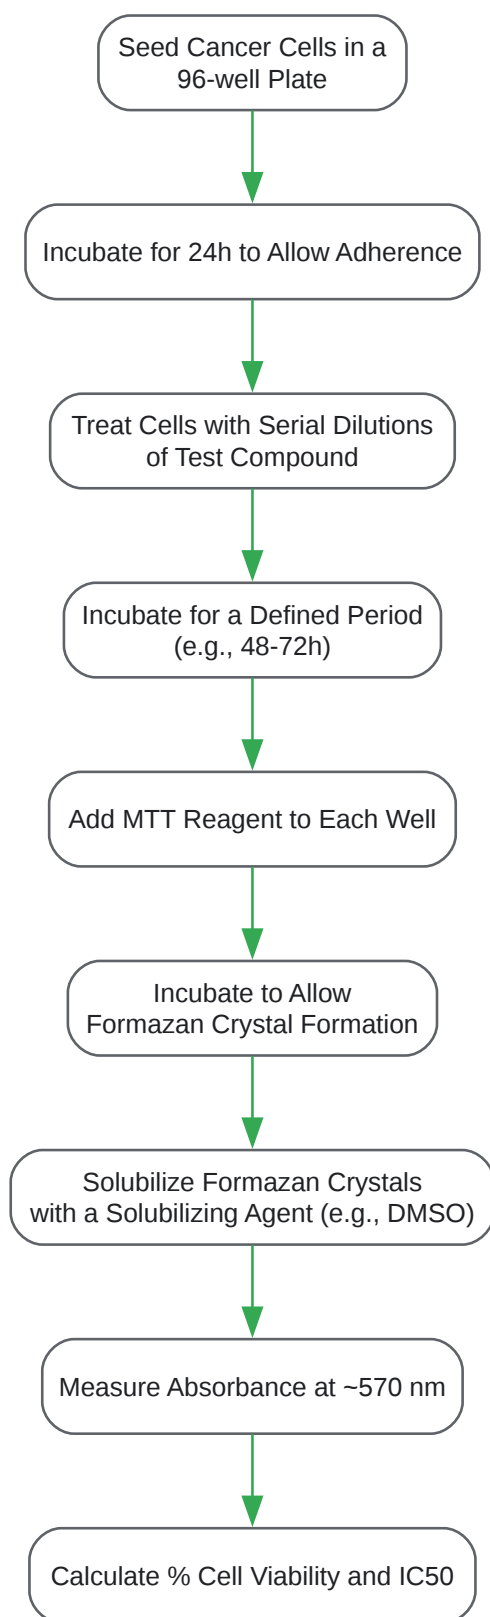 Seed Cancer Cells in a
96-well Plate
Incubate for 24h to Allow Adherence
Treat Cells with Serial Dilutions
of Test Compound
Incubate for a Defined Period
(e.g., 48-72h)
Add MTT Reagent to Each Well
Incubate to Allow
Formazan Crystal Formation
Solubilize Formazan Crystals
with a Solubilizing Agent (e.g., DMSO)
Measure Absorbance at ~570 nm
Calculate % Cell Viability and IC50